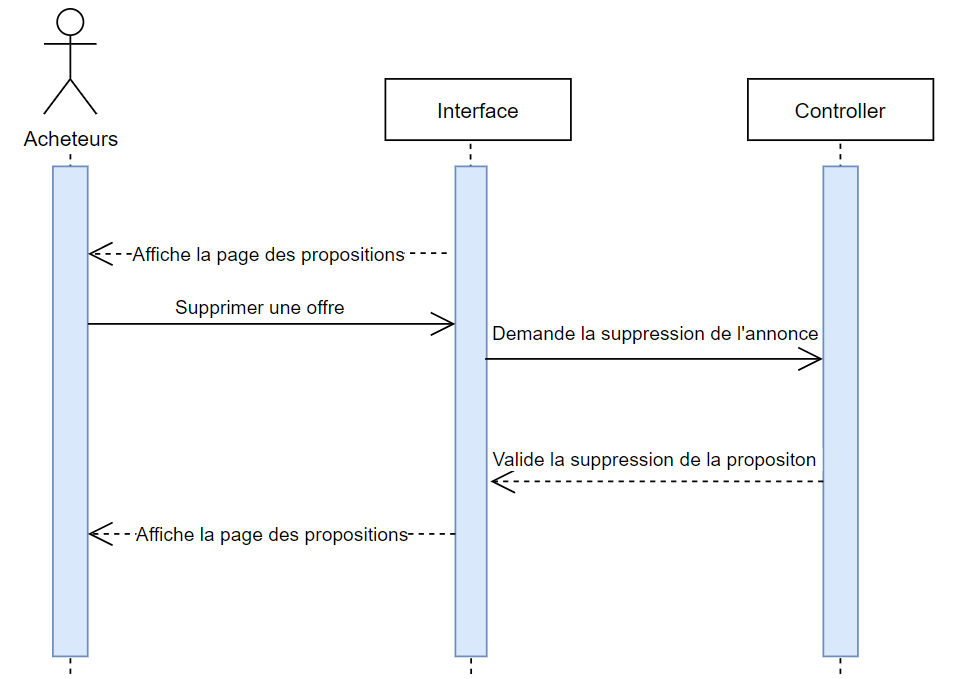 Acheteurs
Interface
Controller
Affiche la page des propositions
Supprimer une offre
Demande la suppression de l'annonce
Valide la suppression de la propositon
Affiche la page des propositions